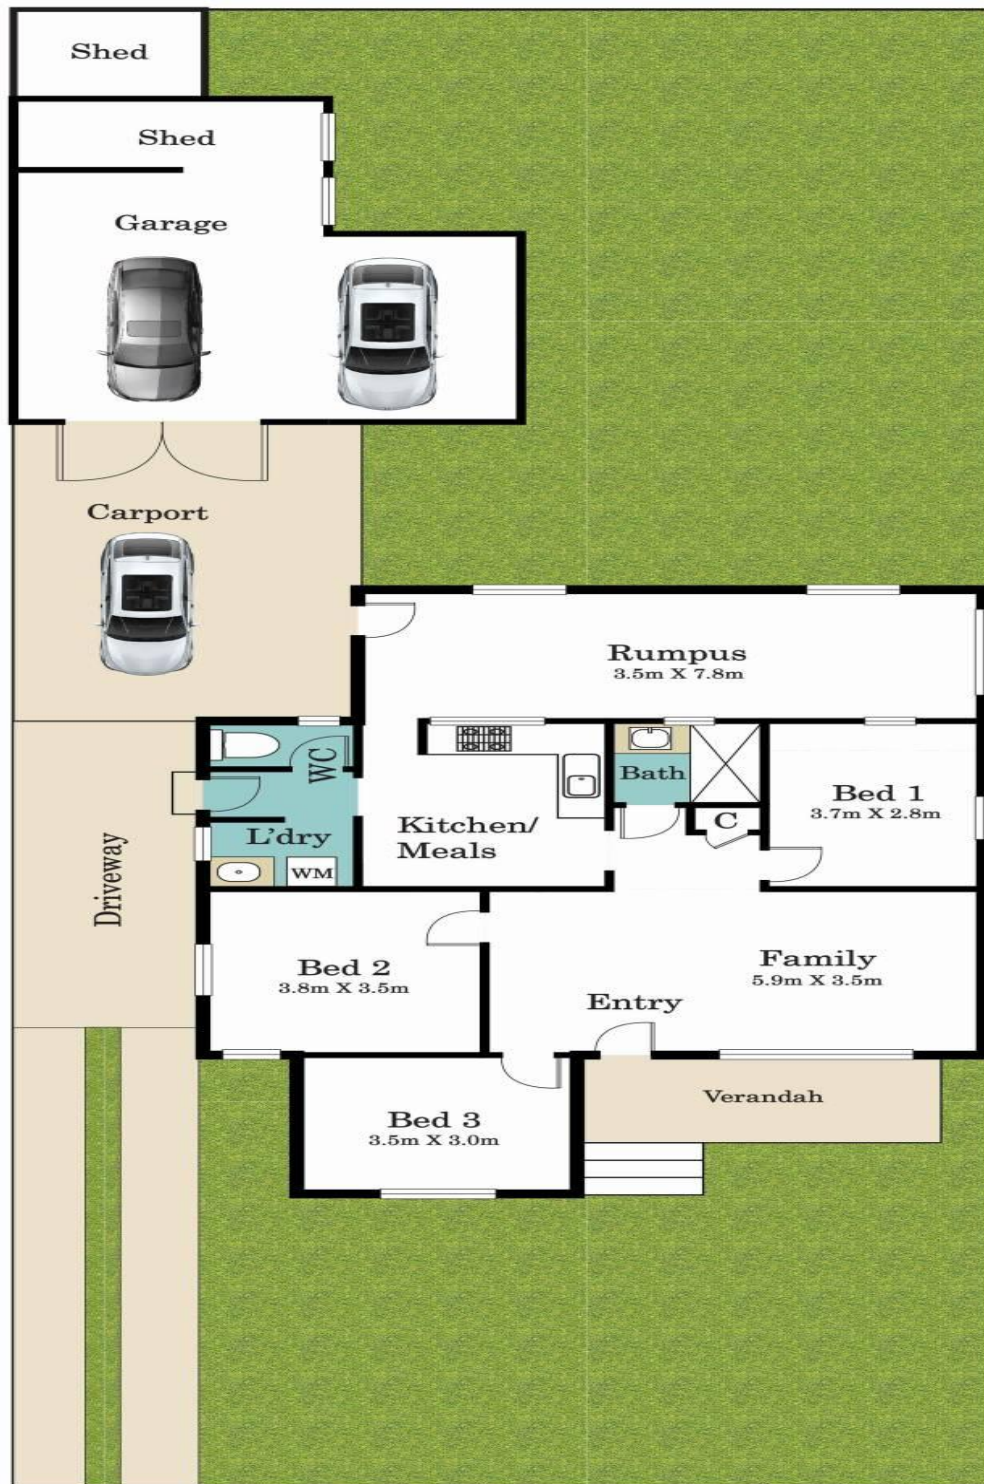 Shed
Shed
Garage
Carport
Rumpus
3.5m X 7.8m
WC
Bath
Bed 1
3.7m X 2.8m
C
Kitchen/
Meals
L'dry
WM
Driveway
Bed 2
3.8m X 3.5m
Family
5.9m X 3.5m
Entry
Verandah
Bed 3
3.5m X 3.0m